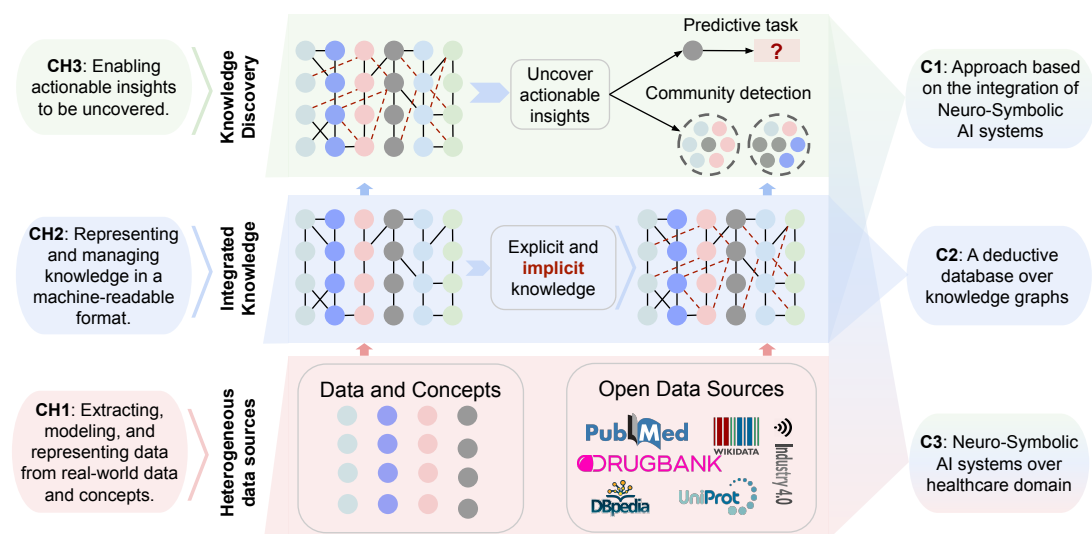 CH3: Enabling
actionable insights
to be uncovered.
Knowledge
Discovery
Uncover
actionable
insights
Predictive task
?
Community detection
C1: Approach based
on the integration of
Neuro-Symbolic
AI systems
CH2: Representing
and managing
knowledge in a
machine-readable
format.
Integrated
Knowledge
Explicit and
implicit
knowledge
C2: A deductive
database over
knowledge graphs
CH1: Extracting,
modeling, and
representing data
from real-world data
and concepts.
Heterogeneous
data sources
Data and Concepts
Open Data Sources
PubMed
WIKIDATA
Industry 4.0
DRUGBANK
DBpedia
UniProt
C3: Neuro-Symbolic
AI systems over
healthcare domain